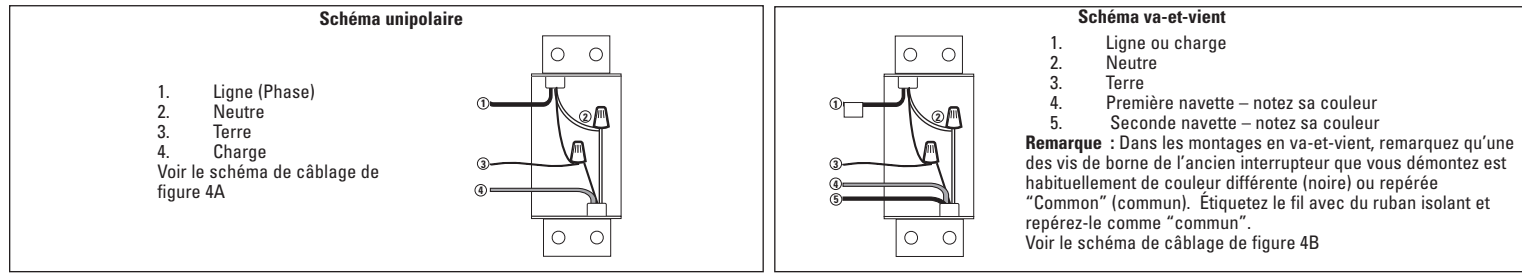 Schéma unipolaire
1. Ligne (Phase)
2. Neutre
3. Terre
4. Charge
Voir le schéma de câblage de
figure 4A
①
②
③
④
Schéma va-et-vient
1. Ligne ou charge
2. Neutre
3. Terre
4. Première navette – notez sa couleur
5. Seconde navette – notez sa couleur
Remarque : Dans les montages en va-et-vient, remarquez qu'une
des vis de borne de l'ancien interrupteur que vous démontez est
habituellement de couleur différente (noire) ou repérée
“Common” (commun). Étiquetez le fil avec du ruban isolant et
repérez-le comme “commun”.
Voir le schéma de câblage de figure 4B
①
②
③
④
⑤